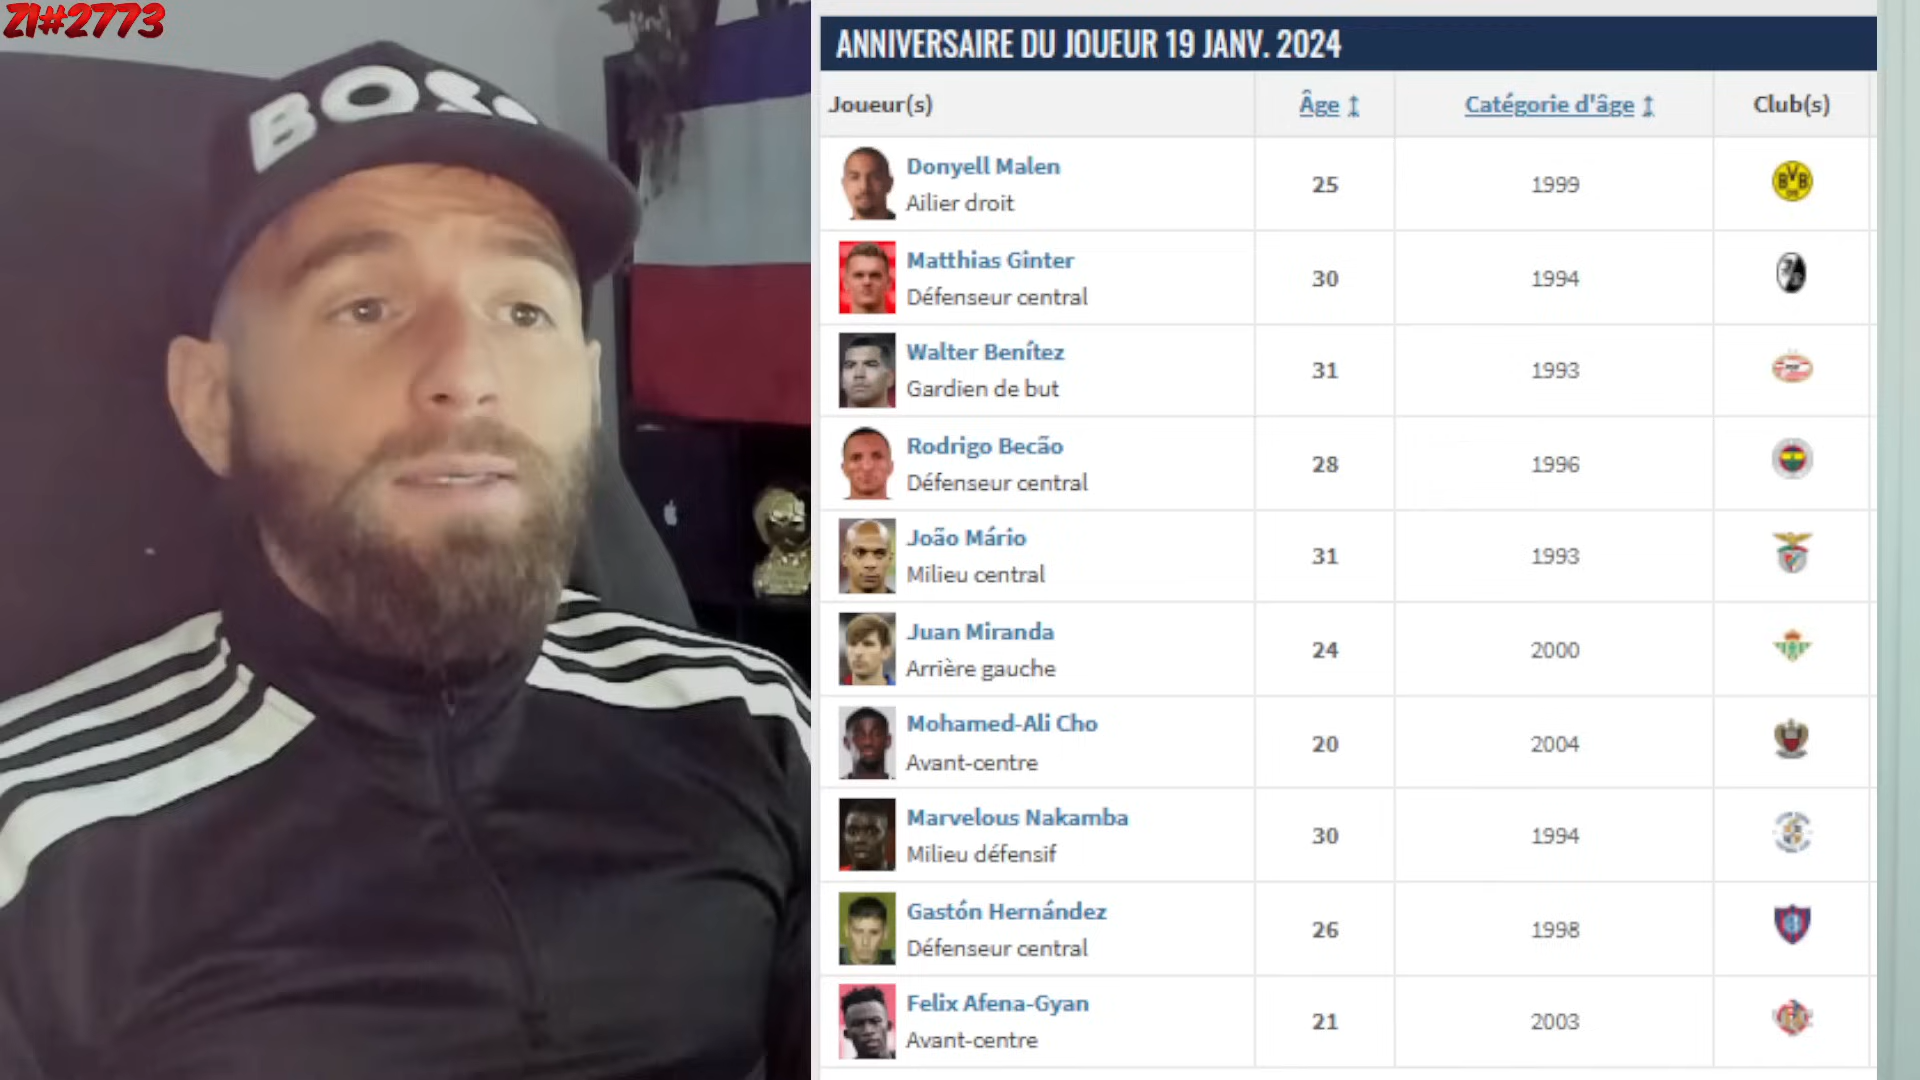 ZI#2773
BOSS
ANNIVERSAIRE DU JOUEUR 19 JANV. 2024
Joueur(s) Âge Catégorie d'âge Club(s)
Donyell Malen
Ailier droit
25 1999
BVB
09
Matthias Ginter
Défenseur central
30 1994
Walter Benítez
Gardien de but
31 1993
PSV
Rodrigo Becão
Défenseur central
28 1996
João Mário
Milieu central
31 1993
Juan Miranda
Arrière gauche
24 2000
Mohamed-Ali Cho
Avant-centre
20 2004
Marvelous Nakamba
Milieu défensif
30 1994
Gastón Hernández
Défenseur central
26 1998
Felix Afena-Gyan
Avant-centre
21 2003